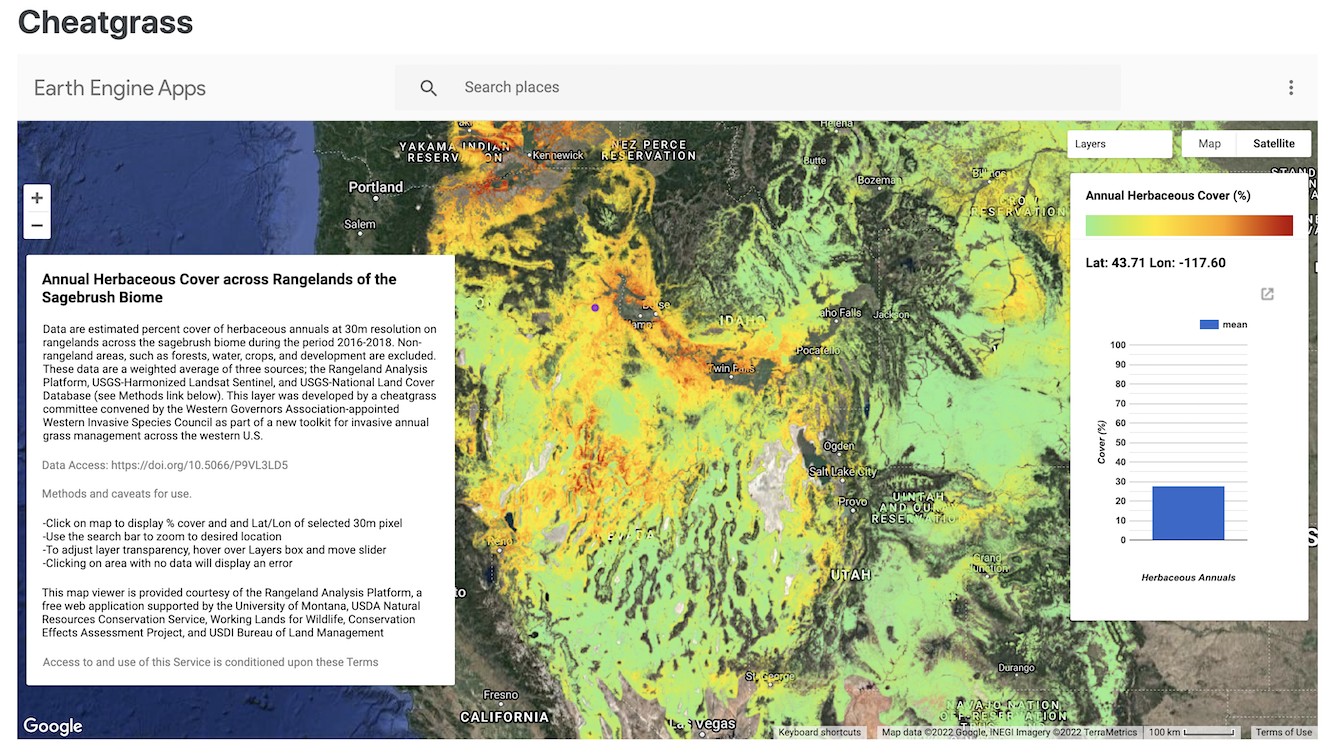 Cheatgrass
Earth Engine Apps
Search places
Helena
YAKAMA INDIAN
RESERVATION
NEZ PERCE
RESERVATION
Kennewick
Butte
Bozeman
Billings
CROW
RESERVATION
Layers
Map
Satellite
STAND
Portland
Salem
+
−
Annual Herbaceous Cover (%)
Lat: 43.71 Lon: -117.60
mean
100
90
80
70
60
50
40
30
20
10
0
Cover (%)
Herbaceous Annuals
Annual Herbaceous Cover across Rangelands of the
Sagebrush Biome
Data are estimated percent cover of herbaceous annuals at 30m resolution on
rangelands across the sagebrush biome during the period 2016-2018. Non-
rangeland areas, such as forests, water, crops, and development are excluded.
These data are a weighted average of three sources; the Rangeland Analysis
Platform, USGS-Harmonized Landsat Sentinel, and USGS-National Land Cover
Database (see Methods link below). This layer was developed by a cheatgrass
committee convened by the Western Governors Association-appointed
Western Invasive Species Council as part of a new toolkit for invasive annual
grass management across the western U.S.
Data Access: https://doi.org/10.5066/P9VL3LD5
Methods and caveats for use.
-Click on map to display % cover and and Lat/Lon of selected 30m pixel
-Use the search bar to zoom to desired location
-To adjust layer transparency, hover over Layers box and move slider
-Clicking on area with no data will display an error
This map viewer is provided courtesy of the Rangeland Analysis Platform, a
free web application supported by the University of Montana, USDA Natural
Resources Conservation Service, Working Lands for Wildlife, Conservation
Effects Assessment Project, and USDI Bureau of Land Management
Access to and use of this Service is conditioned upon these Terms
IDAHO
Jackson
Pocatello
Twin Falls
Ogden
Salt Lake City
Provo
UINTAH
AND OURAY
RESERVATION
NEVADA
Reno
UTAH
Grand
Junction
Durango
St. George
Fresno
CALIFORNIA
Las Vegas
NAVAJO NATION
OFF-RESERVATION
Google
Keyboard shortcuts
Map data ©2022 Google, INEGI Imagery ©2022 TerraMetrics
100 km
Terms of Use